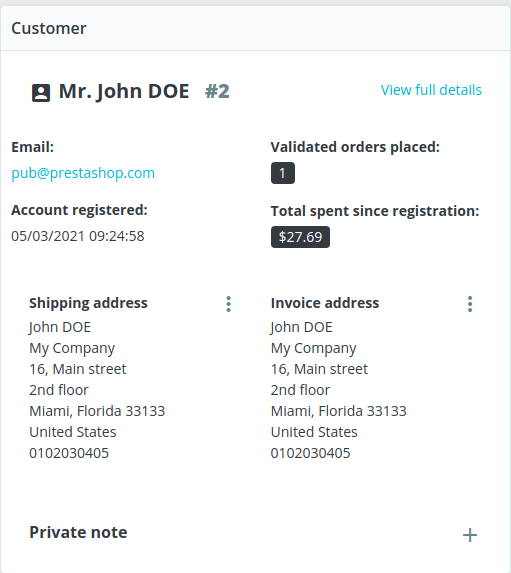 Customer
Mr. John DOE #2
View full details
Email:
pub@prestashop.com
Validated orders placed:
1
Account registered:
05/03/2021 09:24:58
Total spent since registration:
$27.69
Shipping address
John DOE
My Company
16, Main street
2nd floor
Miami, Florida 33133
United States
0102030405
Invoice address
John DOE
My Company
16, Main street
2nd floor
Miami, Florida 33133
United States
0102030405
Private note